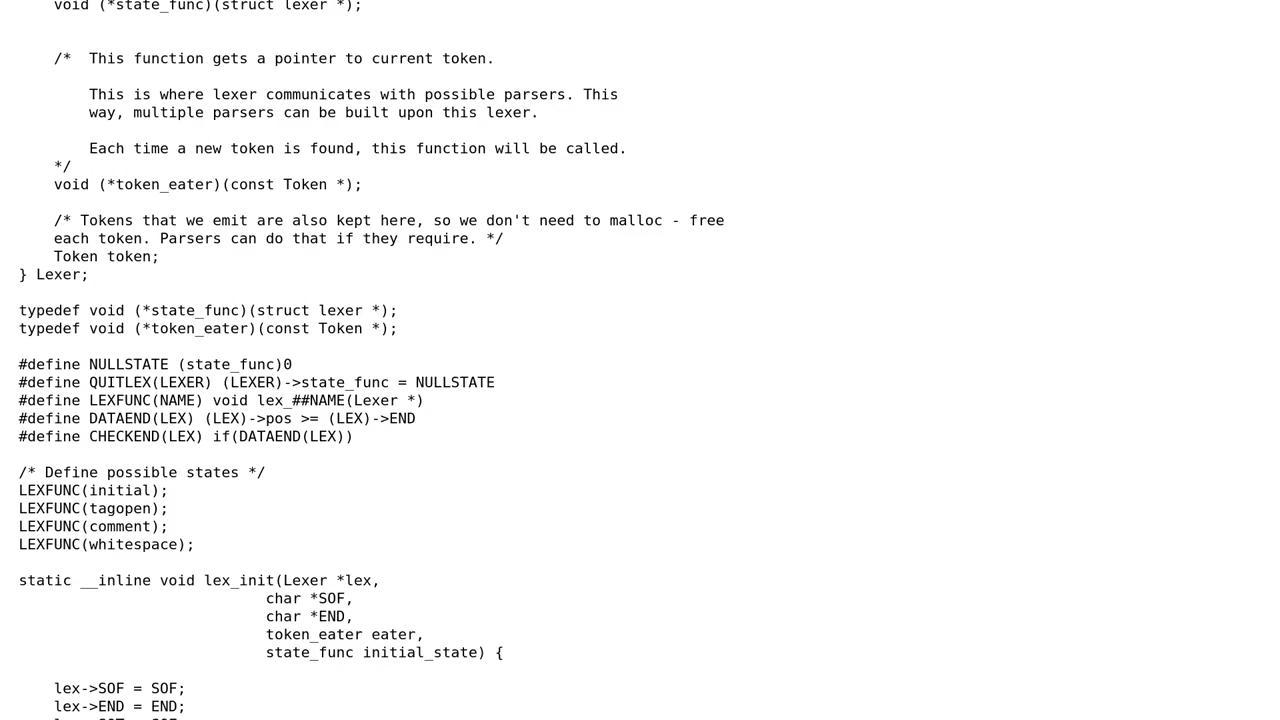 void (*state_func)(struct lexer *);
/*  This function gets a pointer to current token.
This is where lexer communicates with possible parsers. This
way, multiple parsers can be built upon this lexer.
Each time a new token is found, this function will be called.
*/
void (*token_eater)(const Token *);
/* Tokens that we emit are also kept here, so we don't need to malloc - free
each token. Parsers can do that if they require. */
Token token;
} Lexer;
typedef void (*state_func)(struct lexer *);
typedef void (*token_eater)(const Token *);
#define NULLSTATE (state_func)0
#define QUITLEX(LEXER) (LEXER)->state_func = NULLSTATE
#define LEXFUNC(NAME) void lex_##NAME(Lexer *)
#define DATAEND(LEX) (LEX)->pos >= (LEX)->END
#define CHECKEND(LEX) if(DATAEND(LEX))
/* Define possible states */
LEXFUNC(initial);
LEXFUNC(tagopen);
LEXFUNC(comment);
LEXFUNC(whitespace);
static __inline void lex_init(Lexer *lex,
char *SOF,
char *END,
token_eater eater,
state_func initial_state) {
lex->SOF = SOF;
lex->END = END;